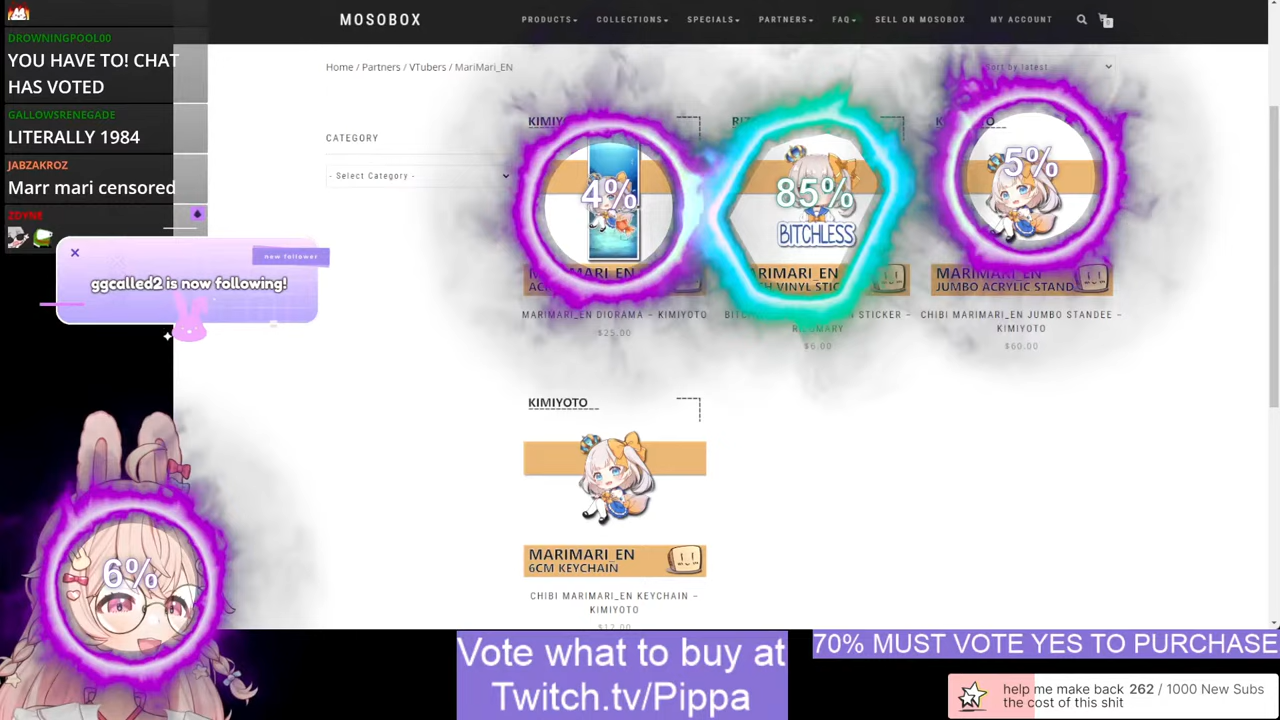 MOSOBOX
PRODUCTS
COLLECTIONS
SPECIALS
PARTNERS
FAQ
SELL ON MOSOBOX
MY ACCOUNT
0
DROWNINGPOOL00
YOU HAVE TO! CHAT
HAS VOTED
GALLOWSRENEGADE
LITERALLY 1984
JABZAKROZ
Marr mari censored
ZDYNE
new follower
ggcalled2 is now following!
Home / Partners / VTubers / MariMari_EN
Sort by latest
CATEGORY
- Select Category -
4%
MARIMARI_EN DIORAMA – KIMIYOTO
$25.00
85%
BITCHLESS
MARIMARI_EN
$6.00
5%
MARIMARI_EN
JUMBO ACRYLIC STAND
CHIBI MARIMARI_EN JUMBO STANDEE –
KIMIYOTO
$60.00
KIMIYOTO
MARIMARI_EN
6CM KEYCHAIN
CHIBI MARIMARI_EN KEYCHAIN –
KIMIYOTO
$12.00
6%
Vote what to buy at
Twitch.tv/Pippa
70% MUST VOTE YES TO PURCHASE
help me make back 262 / 1000 New Subs
the cost of this shit